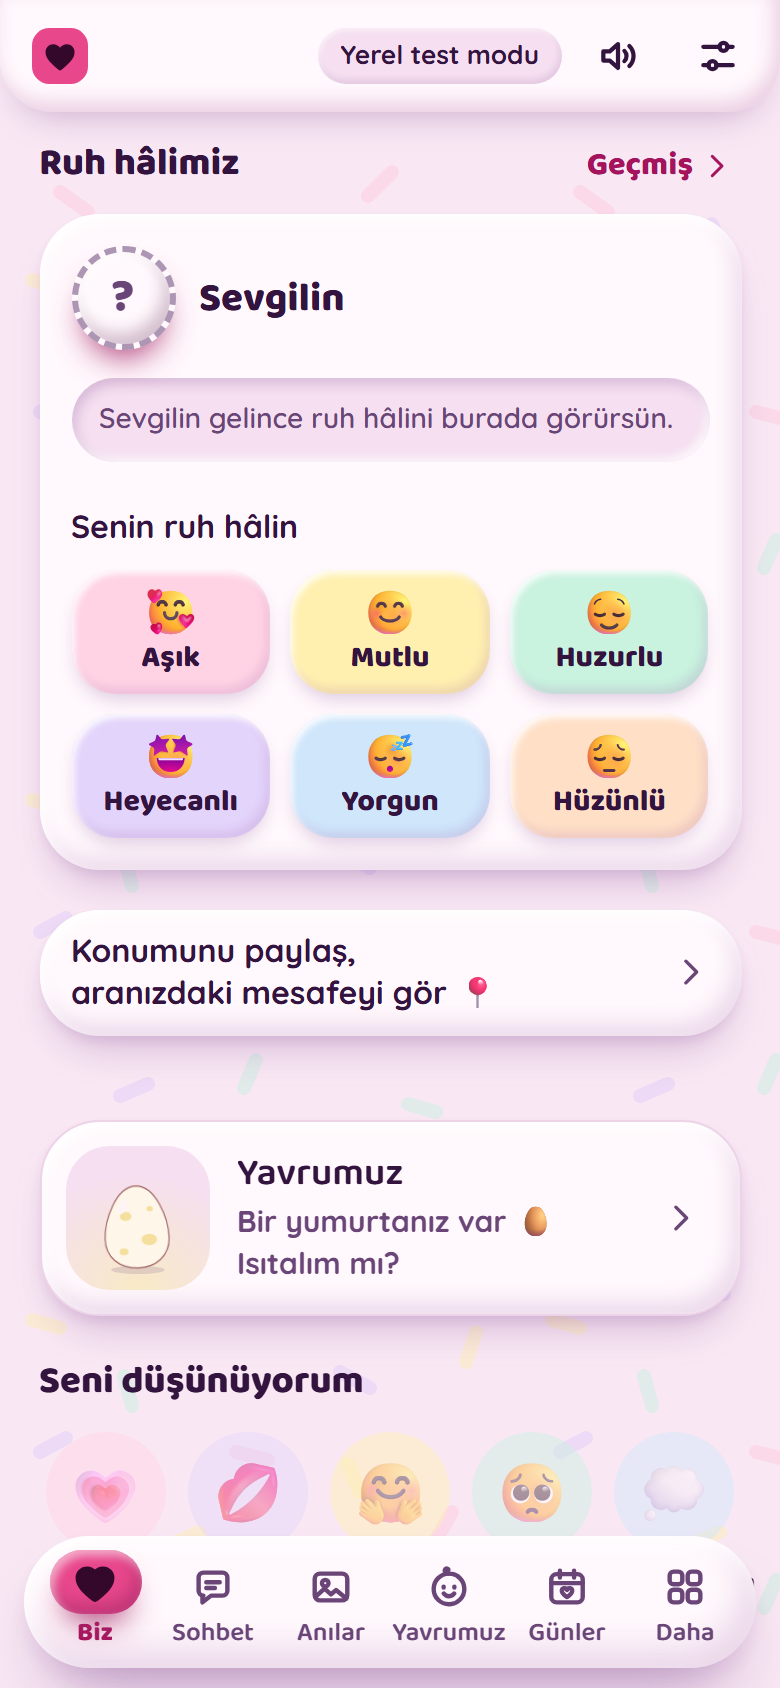 Yerel test modu
Ruh hâlimiz
Geçmiş
?
Sevgilin
Sevgilin gelince ruh hâlini burada görürsün.
Senin ruh hâlin
Aşık
Mutlu
Huzurlu
Heyecanlı
Yorgun
Hüzünlü
Konumunu paylaş,
aranızdaki mesafeyi gör 📍
Yavrumuz
Bir yumurtanız var 🥚
Isıtalım mı?
Seni düşünüyorum
Biz
Sohbet
Anılar
Yavrumuz
Günler
Daha